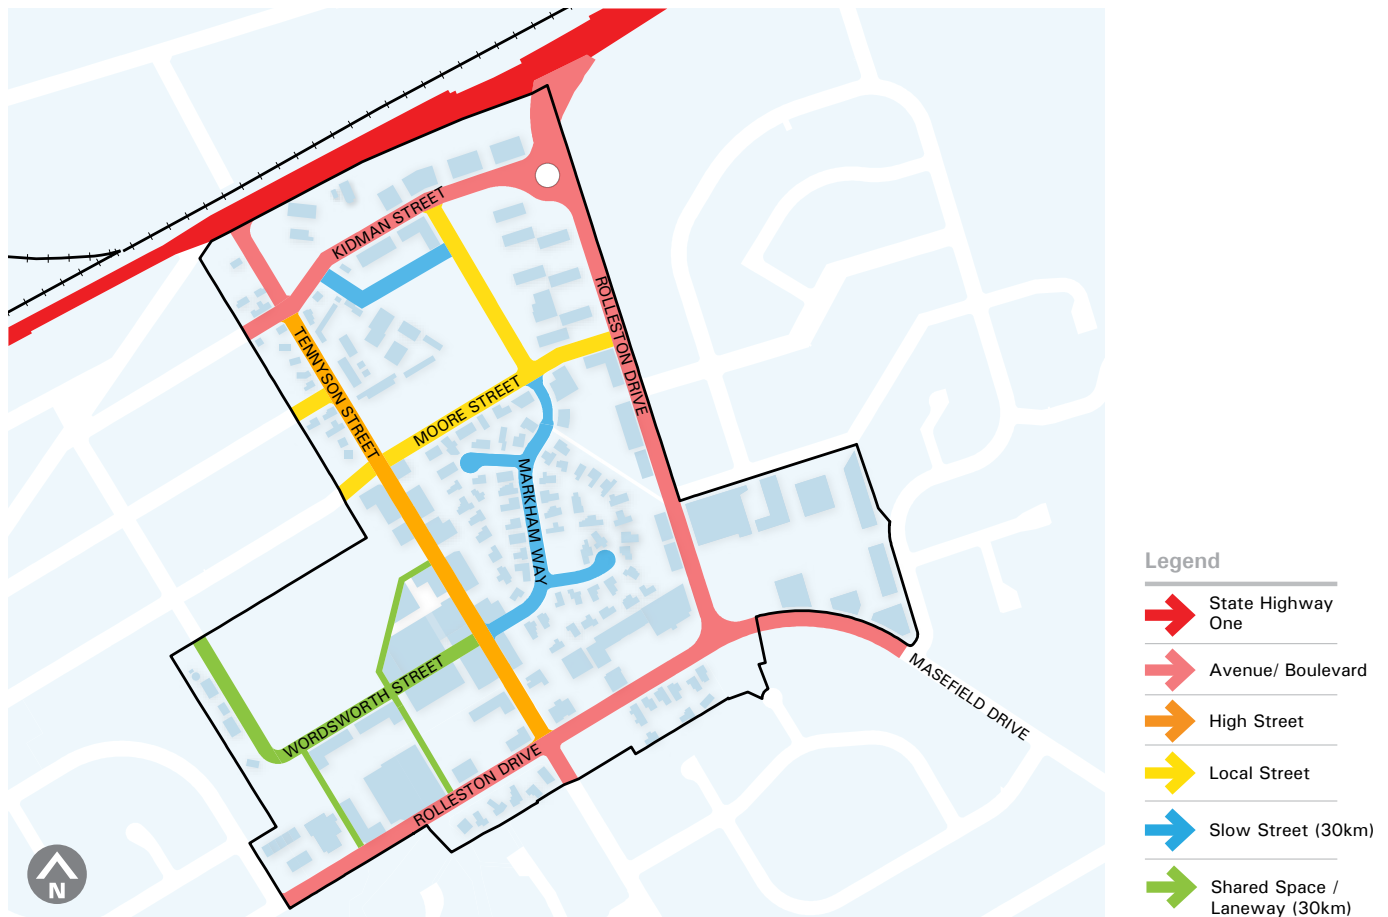 KIDMAN STREET
TENNYSON STREET
ROLLESTON DRIVE
MOORE STREET
MARKHAM WAY
WORDSWORTH STREET
ROLLESTON DRIVE
MASEFIELD DRIVE
N
Legend
State Highway
One
Avenue/ Boulevard
High Street
Local Street
Slow Street (30km)
Shared Space /
Laneway (30km)